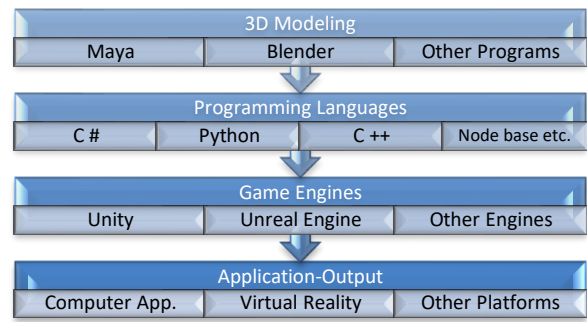 3D Modeling
Maya Blender Other Programs
Programming Languages
C # Python C ++ Node base etc.
Game Engines
Unity Unreal Engine Other Engines
Application-Output
Computer App. Virtual Reality Other Platforms